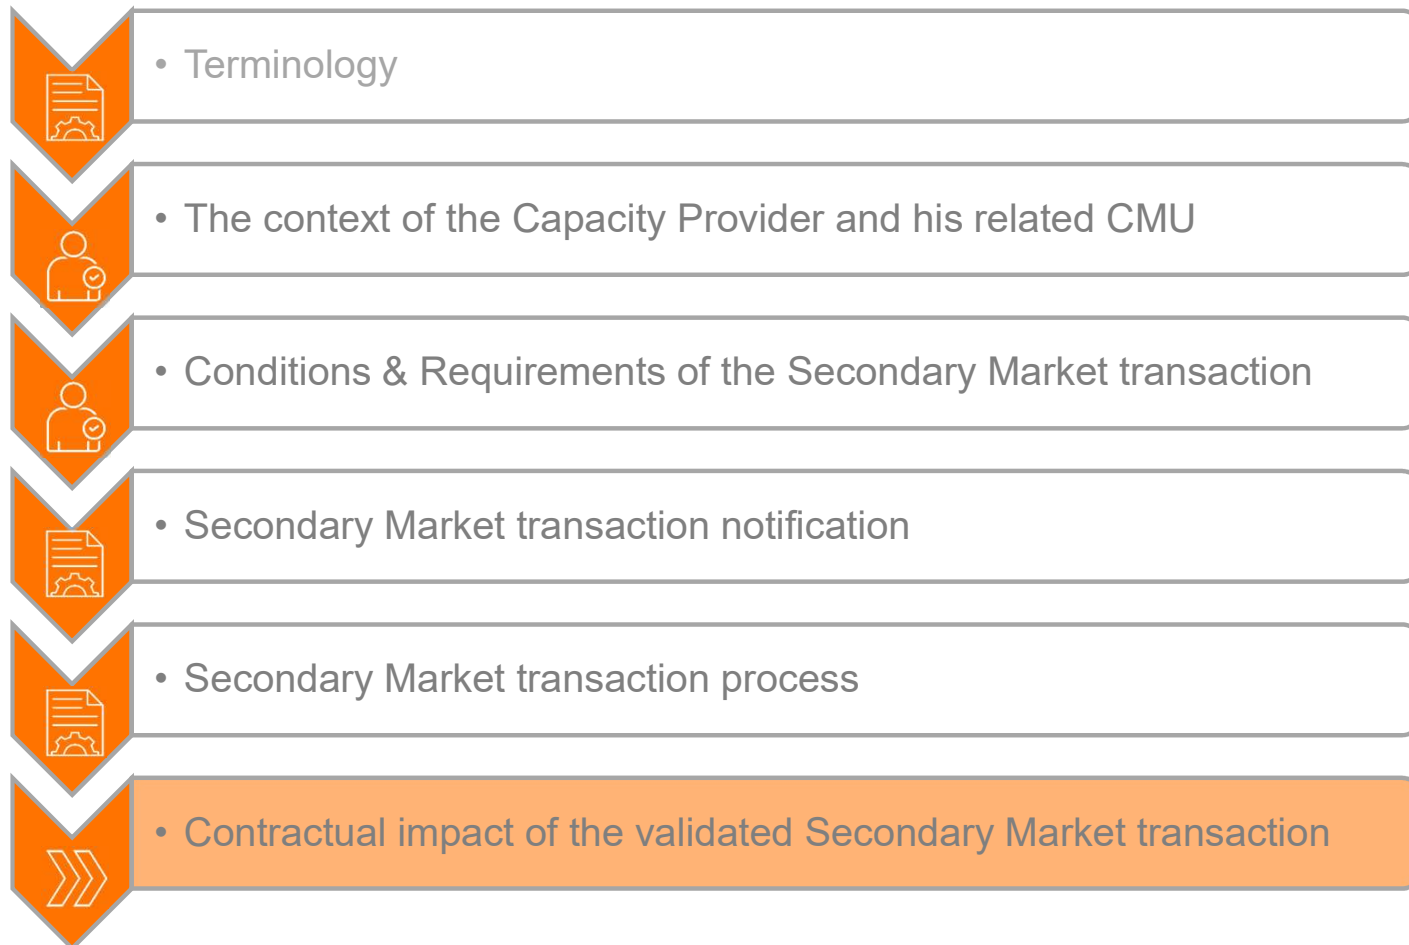 • Terminology
• The context of the Capacity Provider and his related CMU
• Conditions & Requirements of the Secondary Market transaction
• Secondary Market transaction notification
• Secondary Market transaction process
• Contractual impact of the validated Secondary Market transaction